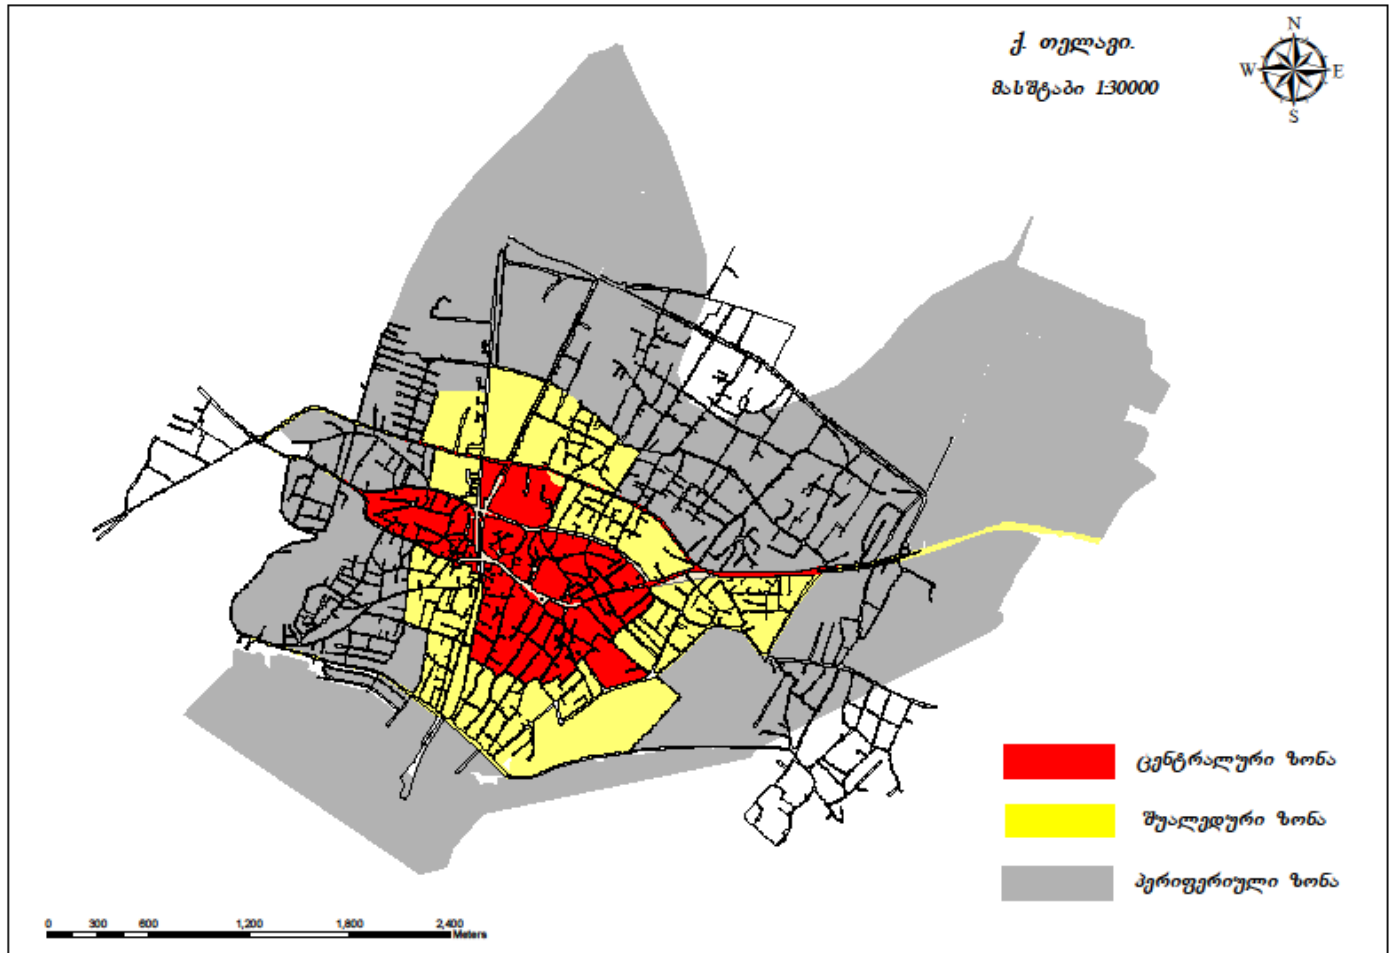 ქ. თელავი.
მასშტაბი 1:30000
N
W E
S
ცენტრალური ზონა
შუალედური ზონა
პერიფერიული ზონა
0 300 600 1,200 1,800 2,400
Meters